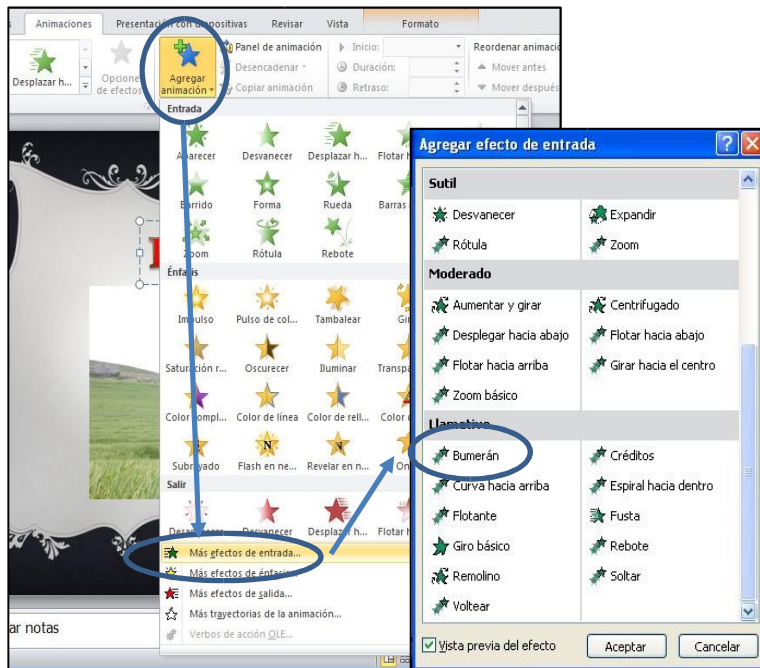 Animaciones Presentación con diapositivas Revisar Vista Formato
Desplazar h... Opciones de efectos Agregar animación Panel de animación Inicio: Reordenar animació
Desencadenar Duración: Mover antes
Copiar animación Retraso: Mover después
Entrada
Aparecer Desvanecer Desplazar h... Flotar h
Barrido Forma Rueda Barras
Zoom Rótula Rebote
Énfasis
Impulso Pulso de col... Tambalear Gir
Saturación r... Oscurecer Iluminar Transpa
Color compl... Color de línea Color de rell... Color
Subrayado Flash en ne... Revelar en n... On
Salir
Desaparecer Desvanecer Desplazar h... Flotar h
Más efectos de entrada...
Más efectos de énfasis...
Más efectos de salida...
Más trayectorias de la animación...
Verbos de acción OLE...
ar notas
Agregar efecto de entrada
Sutil
Desvanecer Expandir
Rótula Zoom
Moderado
Aumentar y girar Centrifugado
Desplegar hacia abajo Flotar hacia abajo
Flotar hacia arriba Girar hacia el centro
Zoom básico
Llamativo
Bumerán Créditos
Curva hacia arriba Espiral hacia dentro
Flotante Fusta
Giro básico Rebote
Remolino Soltar
Voltear
Vista previa del efecto Aceptar Cancelar